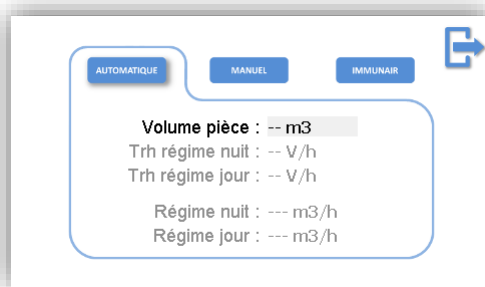 AUTOMATIQUE MANUEL IMMUNAIR
Volume pièce : -- m3
Trh régime nuit : -- V/h
Trh régime jour : -- V/h
Régime nuit : --- m3/h
Régime jour : --- m3/h